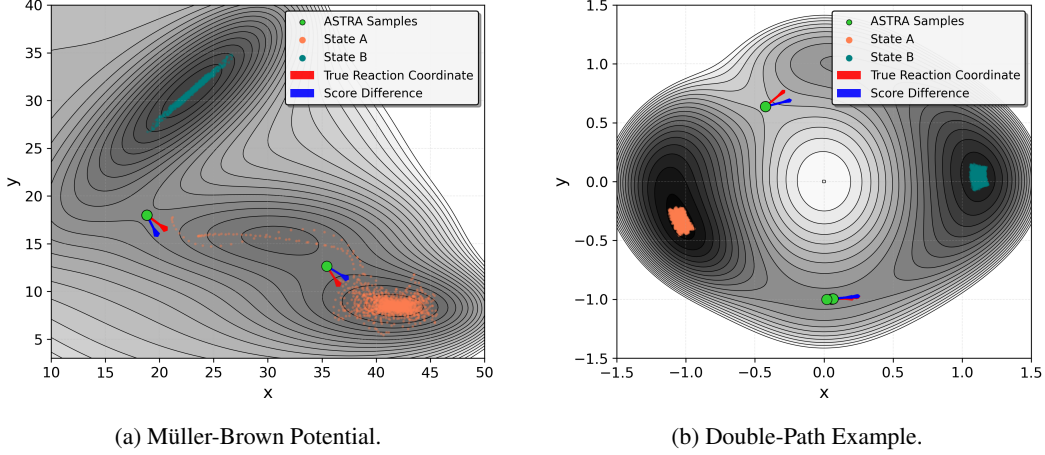 40
35
30
25
20
15
10
5
y
10 15 20 25 30 35 40 45 50
x
ASTRA Samples
State A
State B
True Reaction Coordinate
Score Difference
(a) Müller-Brown Potential.
1.5
1.0
0.5
0.0
−0.5
−1.0
−1.5
y
−1.5 −1.0 −0.5 0.0 0.5 1.0 1.5
x
ASTRA Samples
State A
State B
True Reaction Coordinate
Score Difference
(b) Double-Path Example.